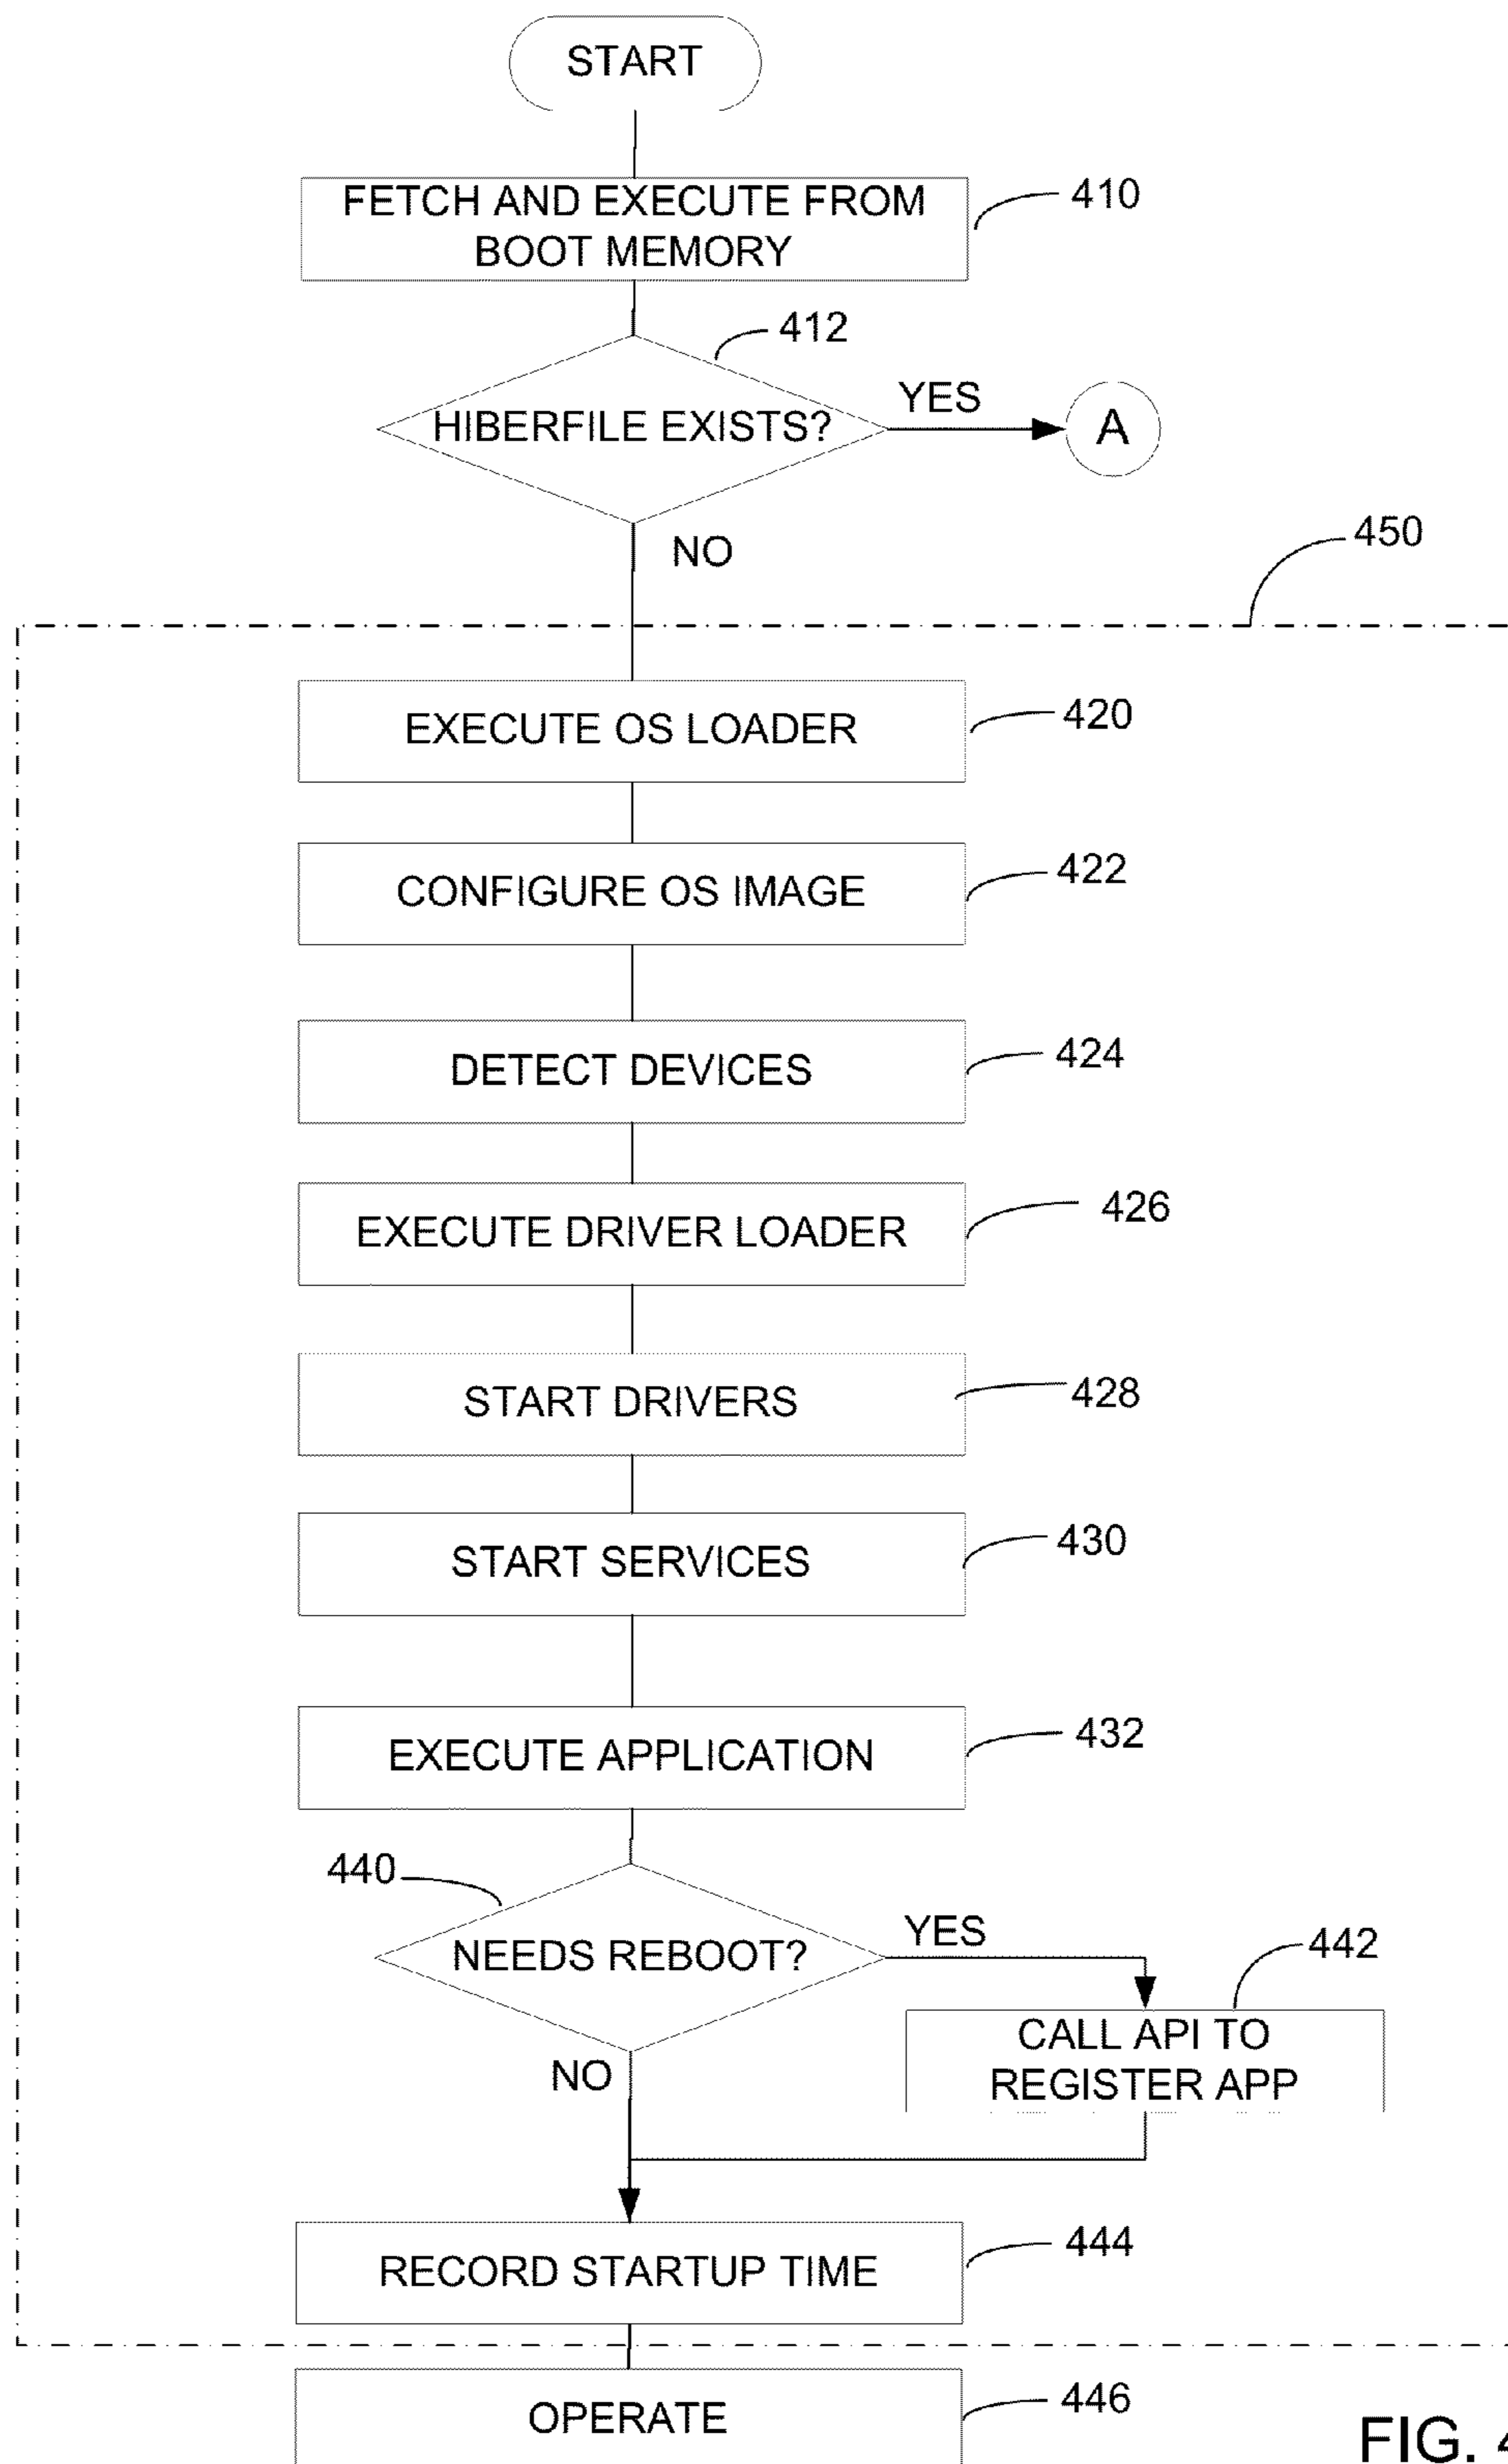 START
FETCH AND EXECUTE FROM
BOOT MEMORY
410
412
HIBERFILE EXISTS?
YES
A
NO
450
EXECUTE OS LOADER
420
CONFIGURE OS IMAGE
422
DETECT DEVICES
424
EXECUTE DRIVER LOADER
426
START DRIVERS
428
START SERVICES
430
EXECUTE APPLICATION
432
440
NEEDS REBOOT?
YES
442
CALL API TO
REGISTER APP
NO
RECORD STARTUP TIME
444
OPERATE
446
FIG. 4